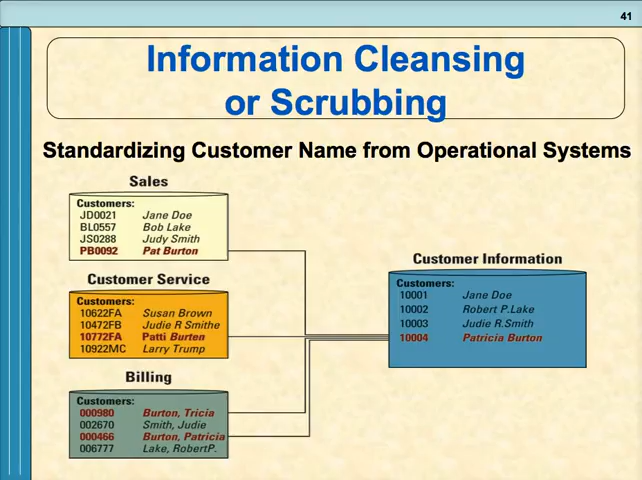 41
Information Cleansing
or Scrubbing
Standardizing Customer Name from Operational Systems
Sales
Customers:
JD0021 Jane Doe
BL0557 Bob Lake
JS0288 Judy Smith
PB0092 Pat Burton
Customer Service
Customers:
10622FA Susan Brown
10472FB Judie R Smithe
10772FA Patti Burten
10922MC Larry Trump
Billing
Customers:
000980 Burton, Tricia
002670 Smith, Judie
000466 Burton, Patricia
006777 Lake, RobertP.
Customer Information
Customers:
10001 Jane Doe
10002 Robert P.Lake
10003 Judie R.Smith
10004 Patricia Burton